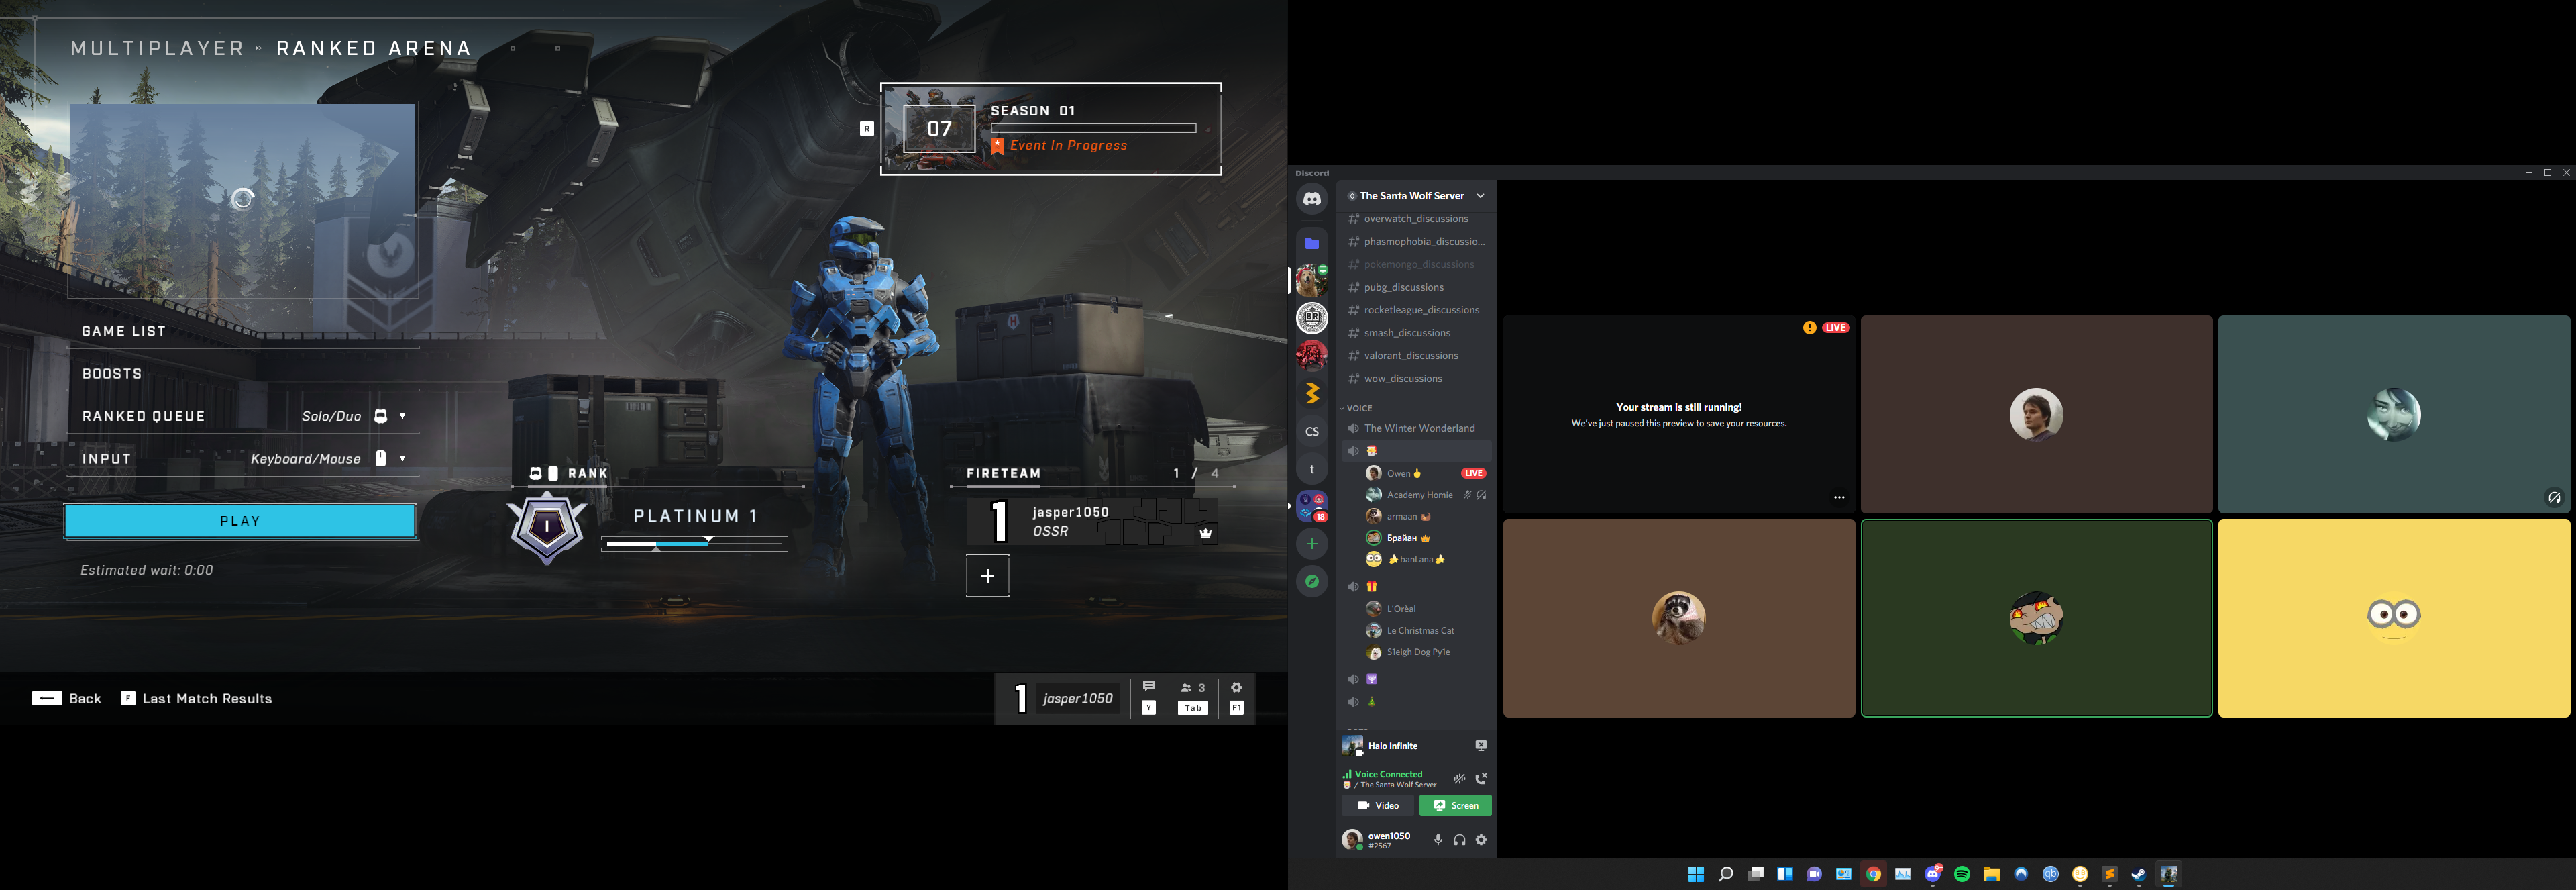 MULTIPLAYER - RANKED ARENA
R
07
SEASON 01
Event In Progress
GAME LIST
BOOSTS
RANKED QUEUE Solo/Duo
INPUT Keyboard/Mouse
PLAY
Estimated wait: 0:00
RANK
I
PLATINUM 1
FIRETEAM 1 / 4
1 jasper1050
OSSR
+
Back
F Last Match Results
1 jasper1050
3
Y Tab F1
Discord
The Santa Wolf Server
overwatch_discussions
phasmophobia_discussio...
pokemongo_discussions
pubg_discussions
rocketleague_discussions
smash_discussions
valorant_discussions
wow_discussions
VOICE
The Winter Wonderland
Owen LIVE
Academy Homie
armaan
Брайан
banLana
L'Orèal
Le Christmas Cat
S1eigh Dog Py1e
BR
CS
t
18
Halo Infinite
Voice Connected
/ The Santa Wolf Server
Video Screen
owen1050
#2567
LIVE
Your stream is still running!
We've just paused this preview to save your resources.
qb